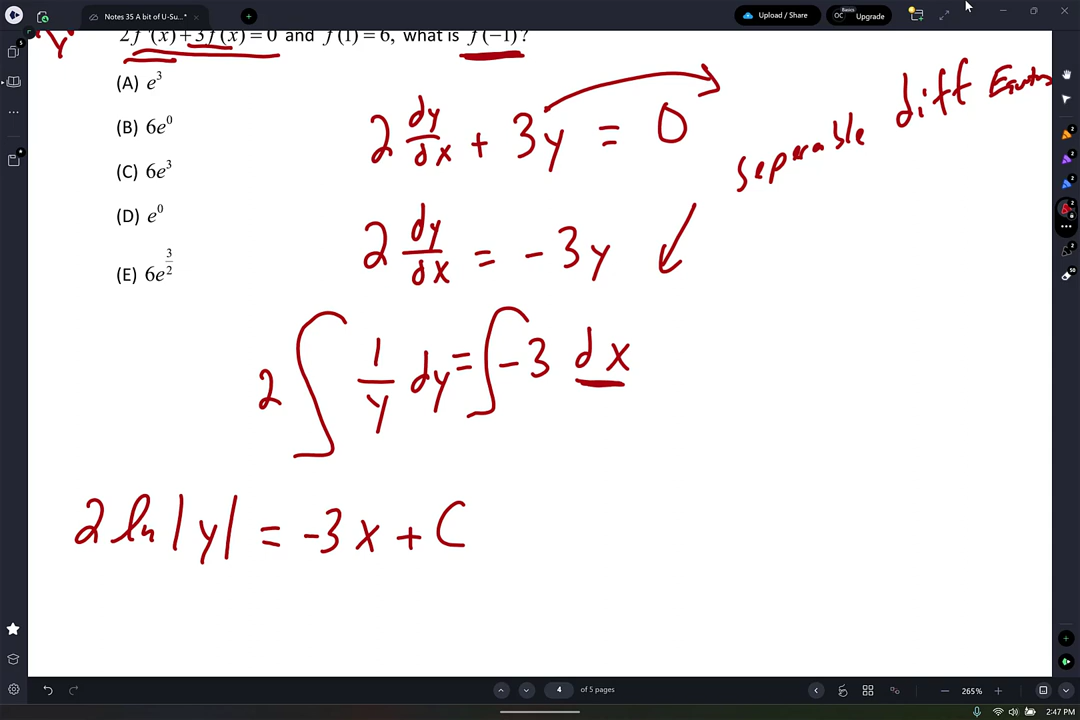 Notes 35 A bit of U-Su...*
Upload / Share
OC
Basics
Upgrade
2f'(x)+3f(x)=0 and f(1)=6, what is f(−1)?
(A) e^3
(B) 6e^0
(C) 6e^3
(D) e^0
(E) 6e^{3/2}
2 dy/dx + 3y = 0
separable diff
2 dy/dx = -3y
2 ∫ 1/y dy = ∫ -3 dx
2 ln |y| = -3x + C
4 of 5 pages
265%
2:47 PM